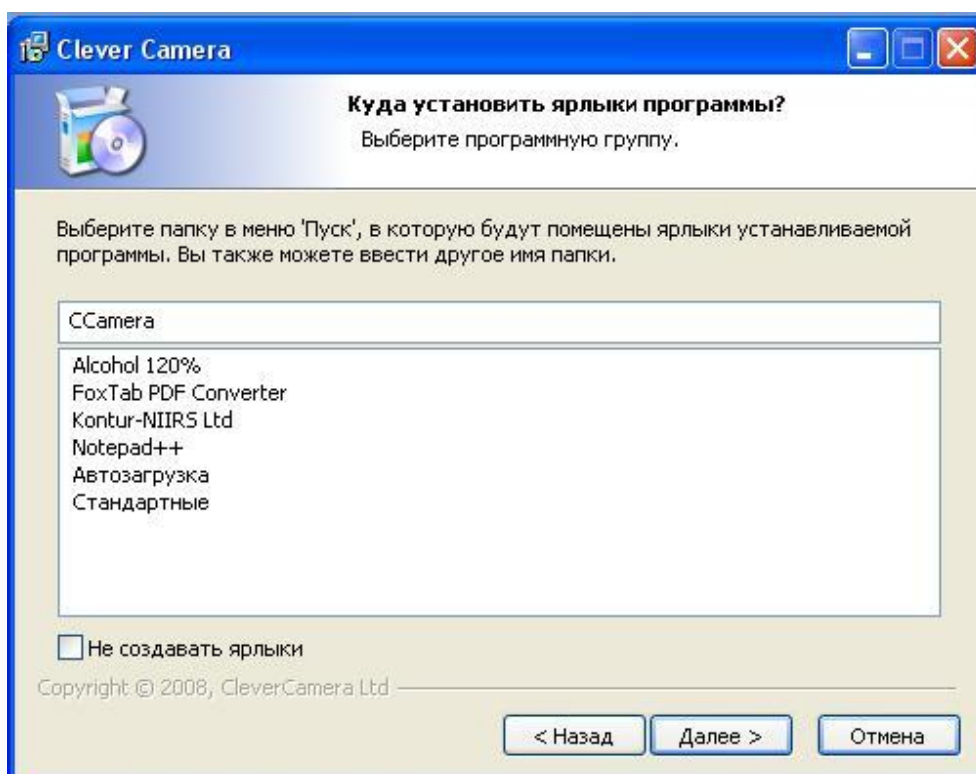 Clever Camera
Куда установить ярлыки программы?
Выберите программную группу.
Выберите папку в меню 'Пуск', в которую будут помещены ярлыки устанавливаемой
программы. Вы также можете ввести другое имя папки.
CCamera
Alcohol 120%
FoxTab PDF Converter
Kontur-NIIRS Ltd
Notepad++
Автозагрузка
Стандартные
Не создавать ярлыки
Copyright © 2008, CleverCamera Ltd
< Назад
Далее >
Отмена